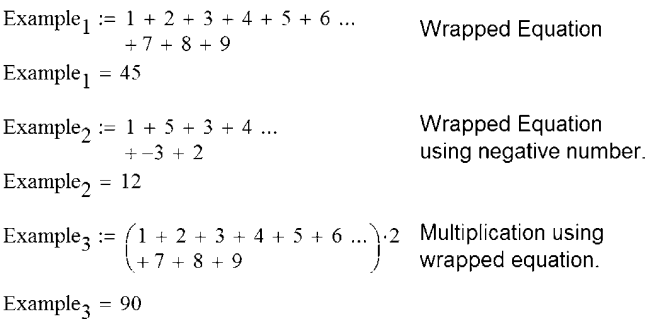 Example₁ := 1 + 2 + 3 + 4 + 5 + 6 ...
+ 7 + 8 + 9
Wrapped Equation
Example₁ = 45
Example₂ := 1 + 5 + 3 + 4 ...
+ −3 + 2
Wrapped Equation
using negative number.
Example₂ = 12
Example₃ := (1 + 2 + 3 + 4 + 5 + 6 ...
+ 7 + 8 + 9)·2
Multiplication using
wrapped equation.
Example₃ = 90